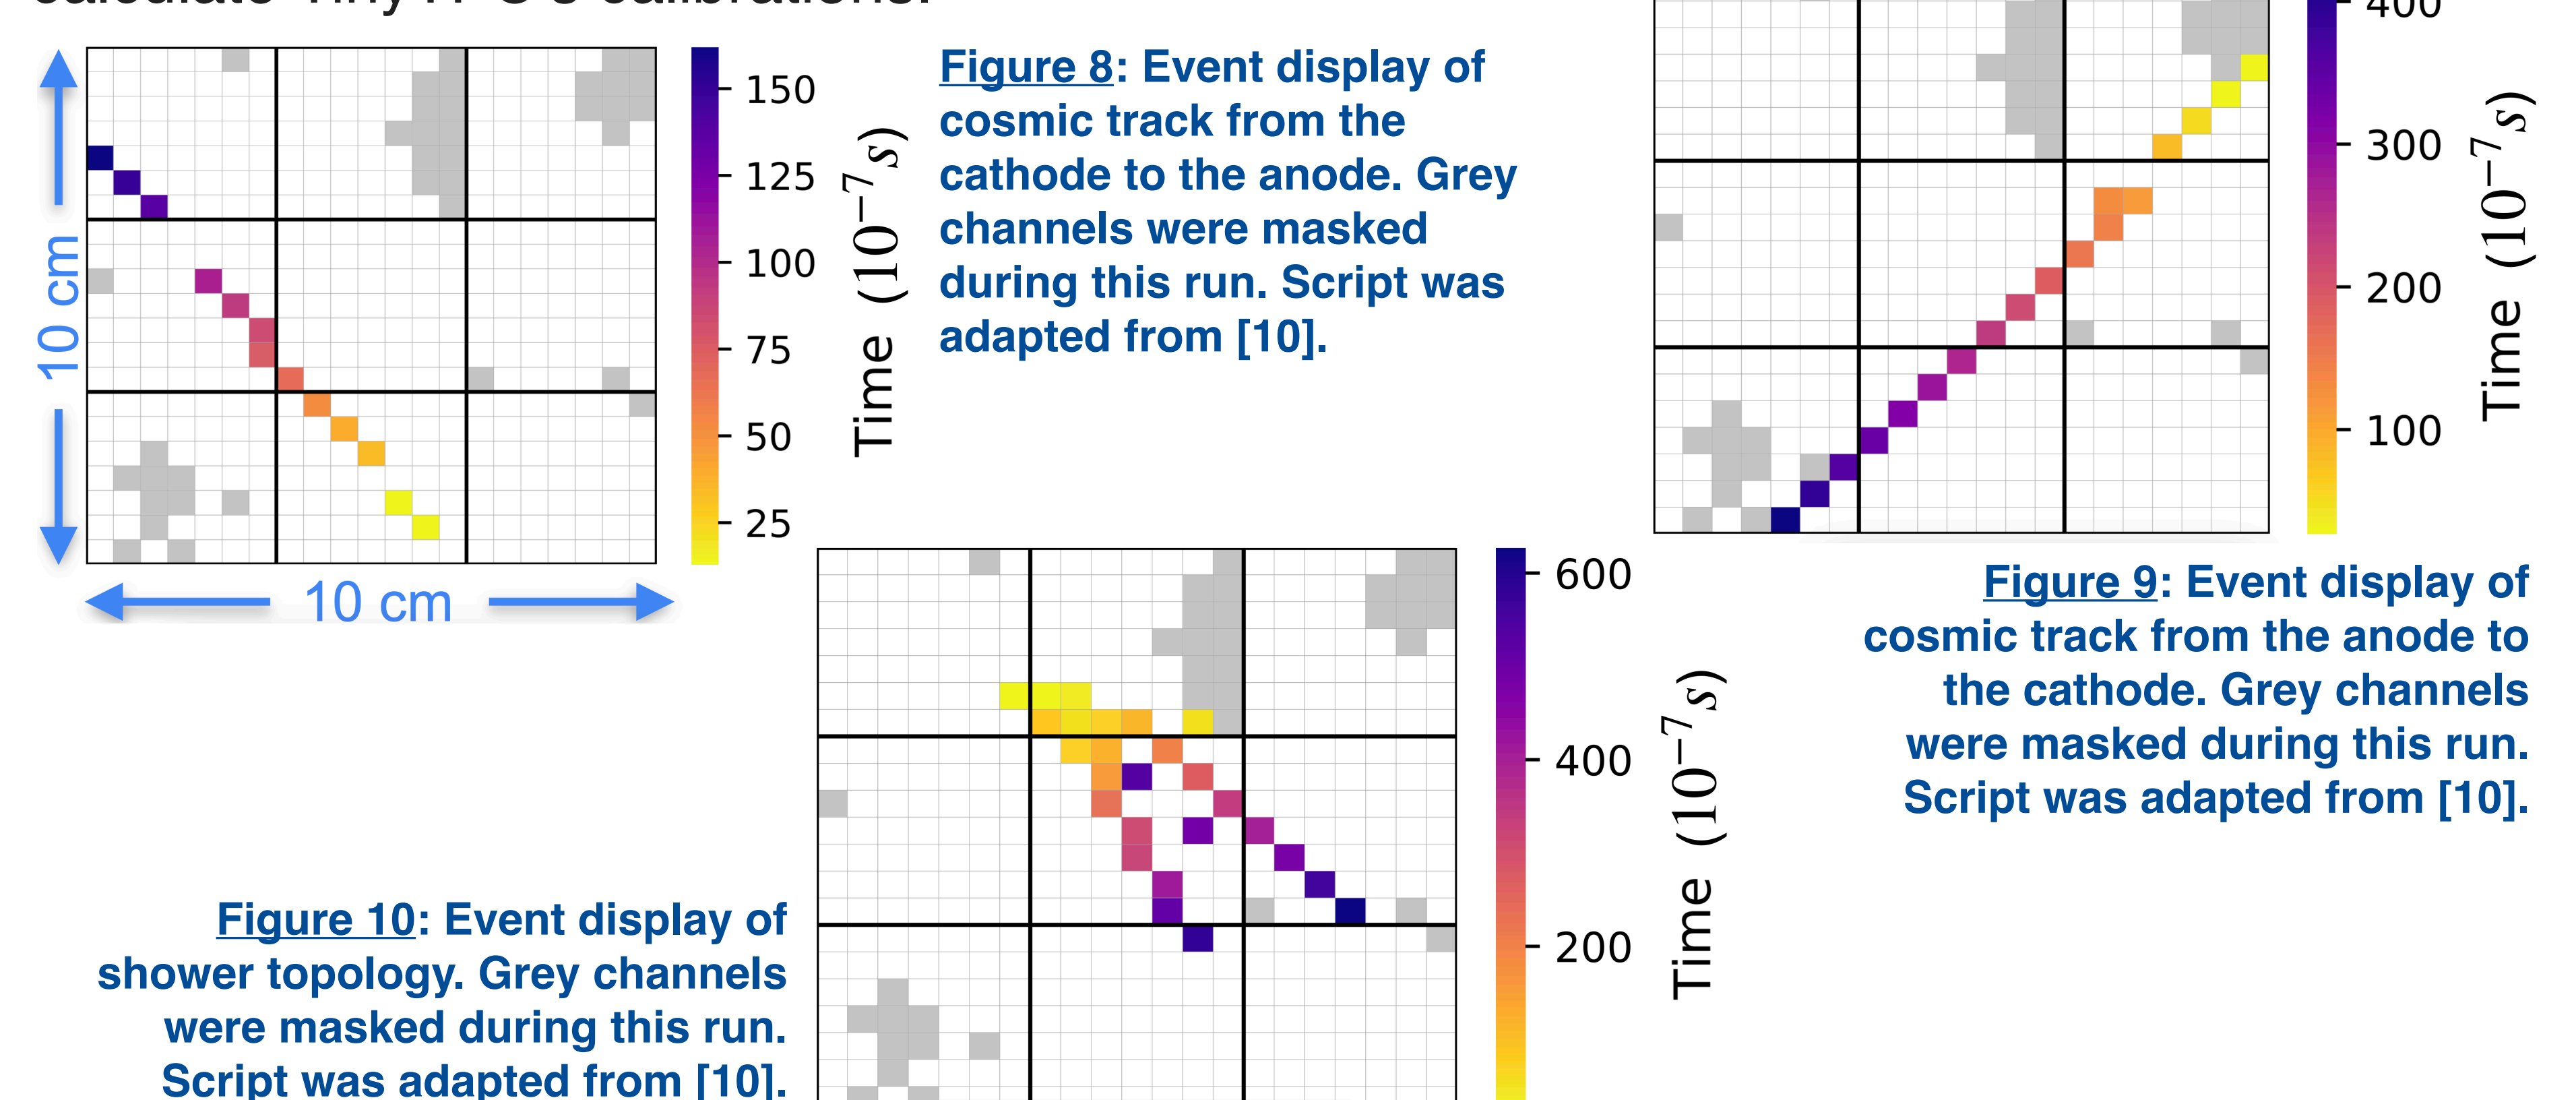 calculate TinyTPC's calibrations.
150
125
100
75
50
25
Time (10⁻⁷s)
10 cm
10 cm
Figure 8: Event display of
cosmic track from the
cathode to the anode. Grey
channels were masked
during this run. Script was
adapted from [10].
400
300
200
100
Time (10⁻⁷s)
Figure 9: Event display of
cosmic track from the anode to
the cathode. Grey channels
were masked during this run.
Script was adapted from [10].
600
400
200
Time (10⁻⁷s)
Figure 10: Event display of
shower topology. Grey channels
were masked during this run.
Script was adapted from [10].